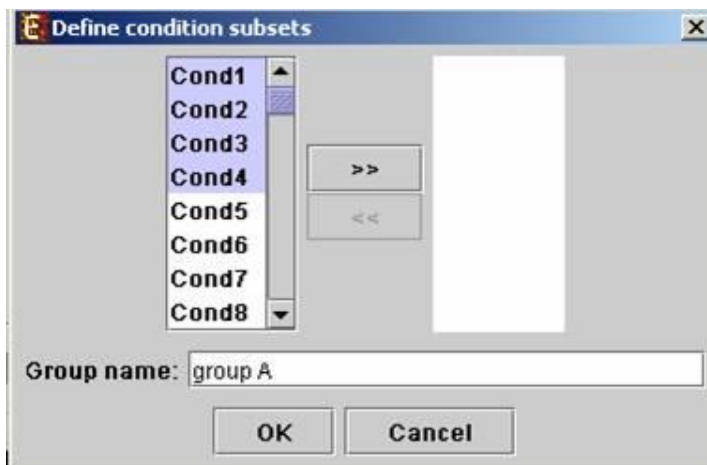 Define condition subsets
Cond1
Cond2
Cond3
Cond4
Cond5
Cond6
Cond7
Cond8
>>
<<
Group name: group A
OK
Cancel